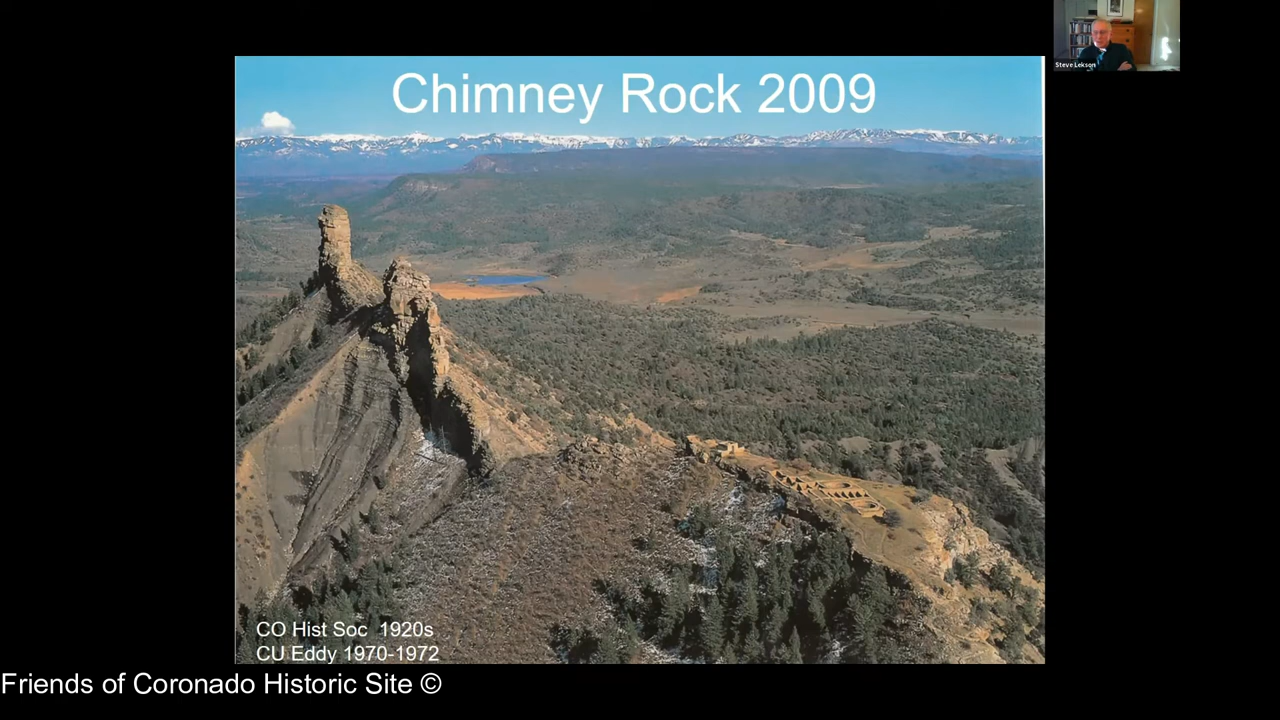 Chimney Rock 2009
Steve Lekson
CO Hist Soc 1920s
CU Eddy 1970-1972
Friends of Coronado Historic Site ©